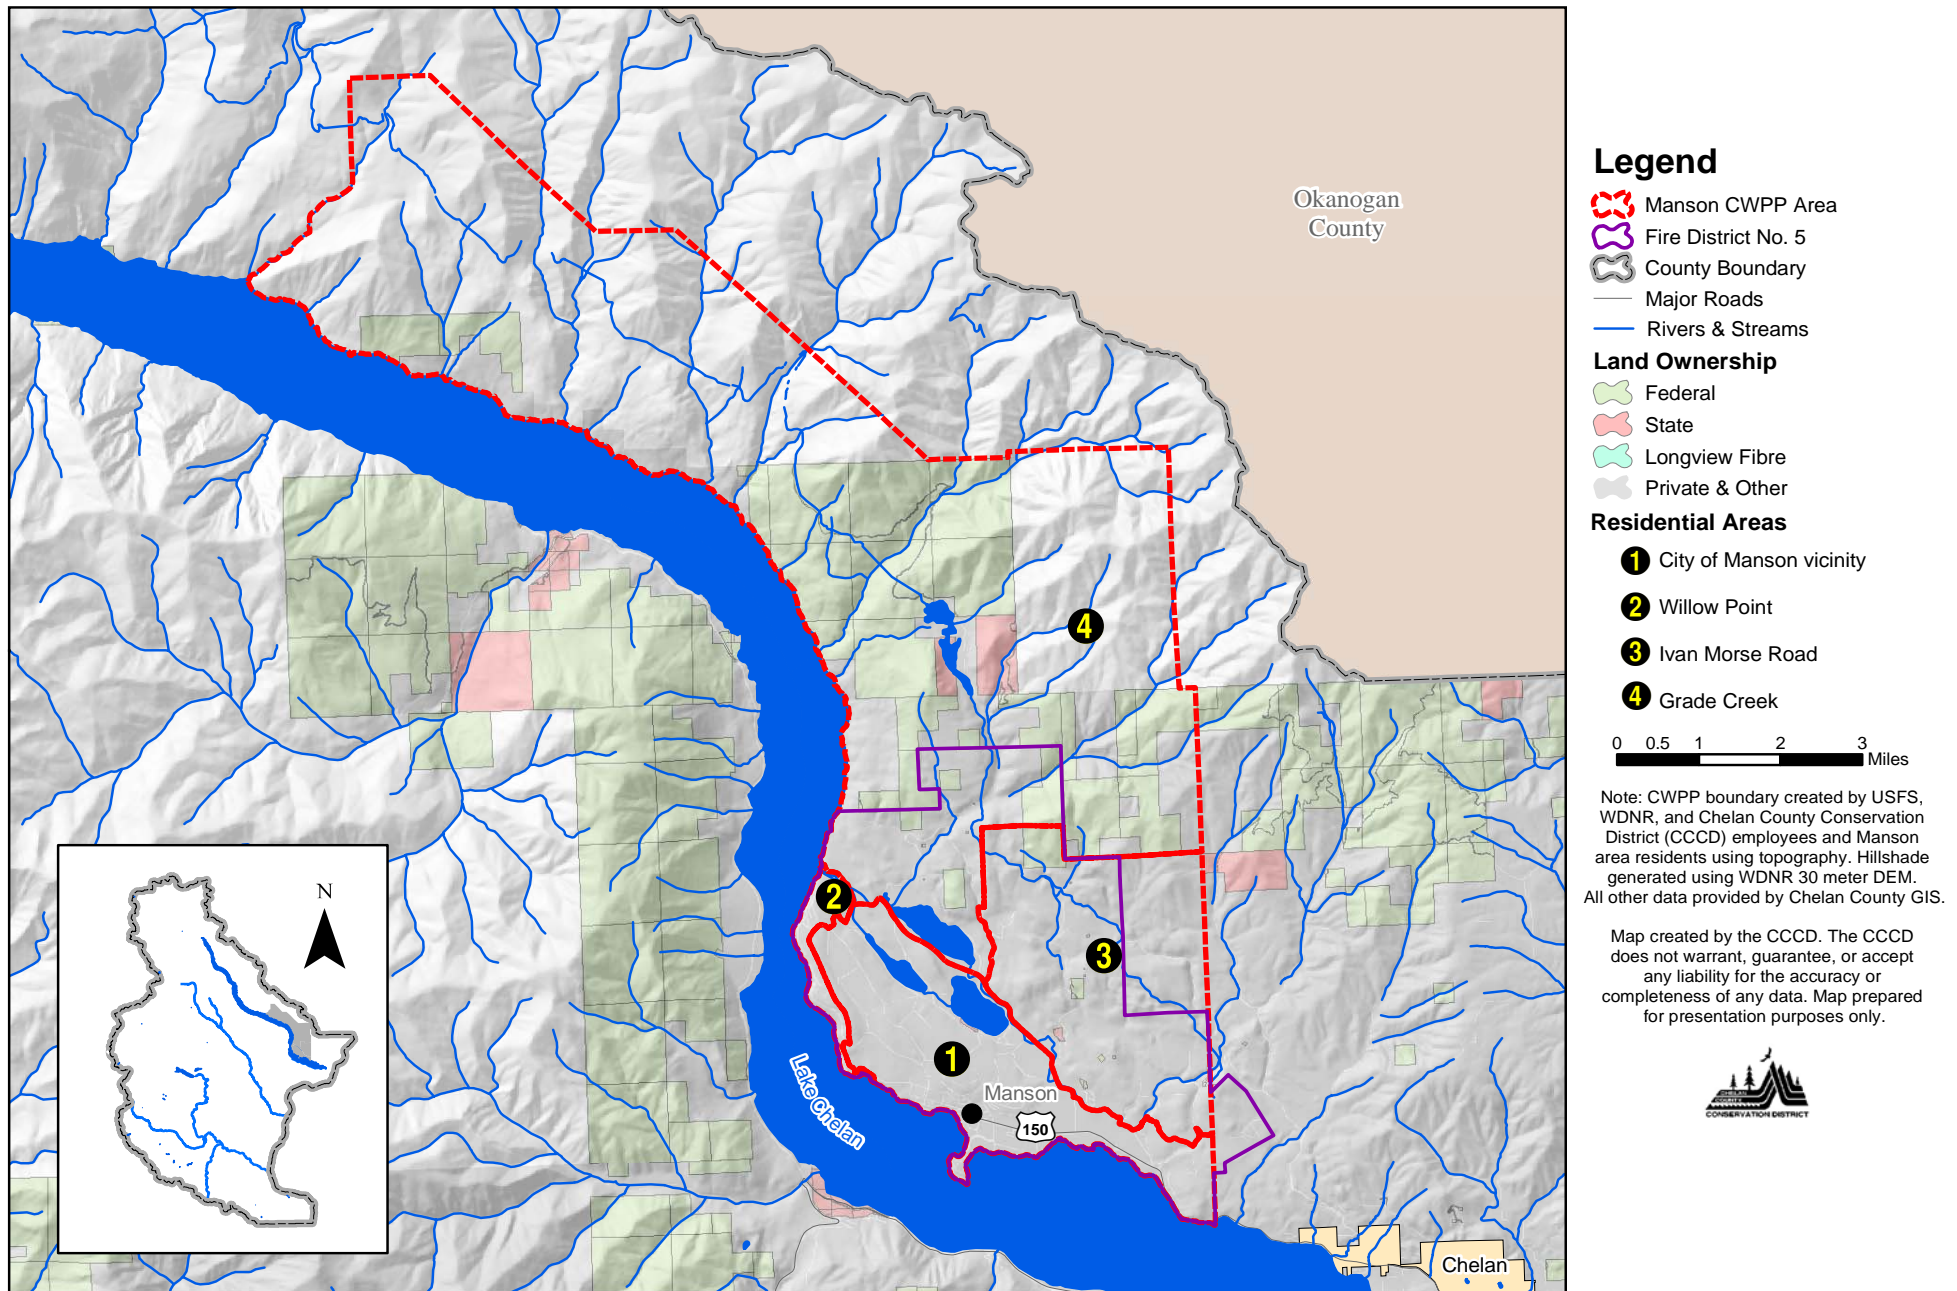 Okanogan
County
4
2
3
1
Manson
150
Lake Chelan
Chelan
N
Legend
Manson CWPP Area
Fire District No. 5
County Boundary
Major Roads
Rivers & Streams
Land Ownership
Federal
State
Longview Fibre
Private & Other
Residential Areas
1 City of Manson vicinity
2 Willow Point
3 Ivan Morse Road
4 Grade Creek
0 0.5 1 2 3
Miles
Note: CWPP boundary created by USFS,
WDNR, and Chelan County Conservation
District (CCCD) employees and Manson
area residents using topography. Hillshade
generated using WDNR 30 meter DEM.
All other data provided by Chelan County GIS.
Map created by the CCCD. The CCCD
does not warrant, guarantee, or accept
any liability for the accuracy or
completeness of any data. Map prepared
for presentation purposes only.
CHELAN
COUNTY
CONSERVATION DISTRICT